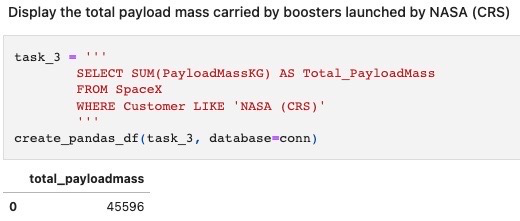 Display the total payload mass carried by boosters launched by NASA (CRS)
task_3 = '''
SELECT SUM(PayloadMassKG) AS Total_PayloadMass
FROM SpaceX
WHERE Customer LIKE 'NASA (CRS)'
'''
create_pandas_df(task_3, database=conn)
total_payloadmass
0 45596